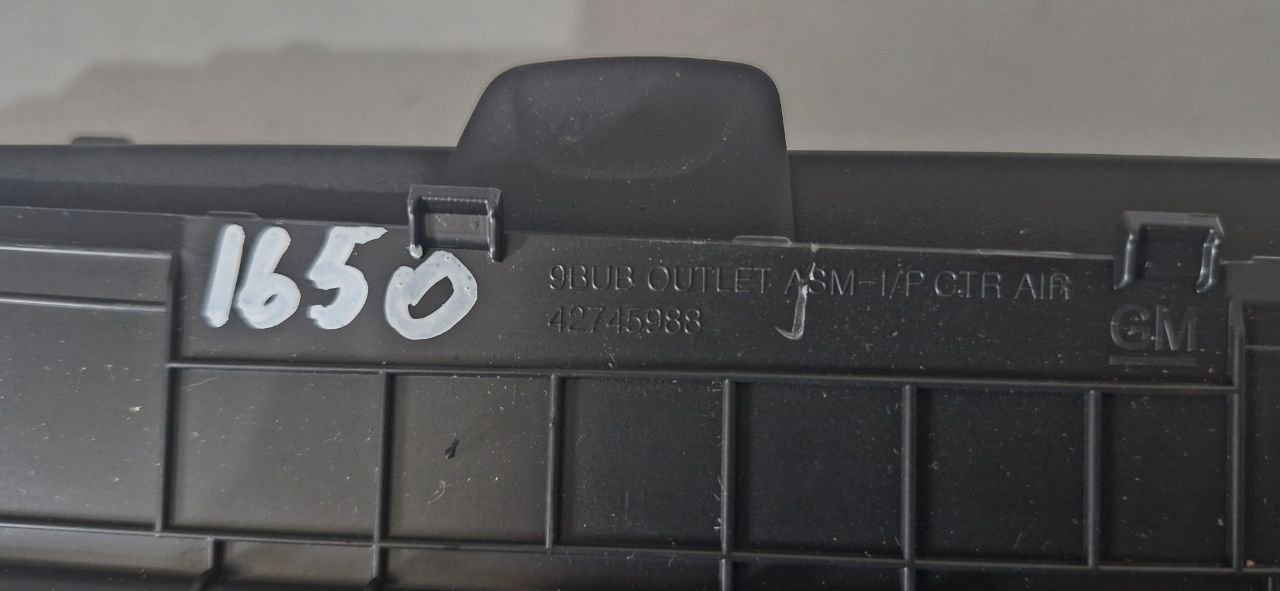 1650
9BUB OUTLET ASM-I/P CTR AIR
42745988
GM